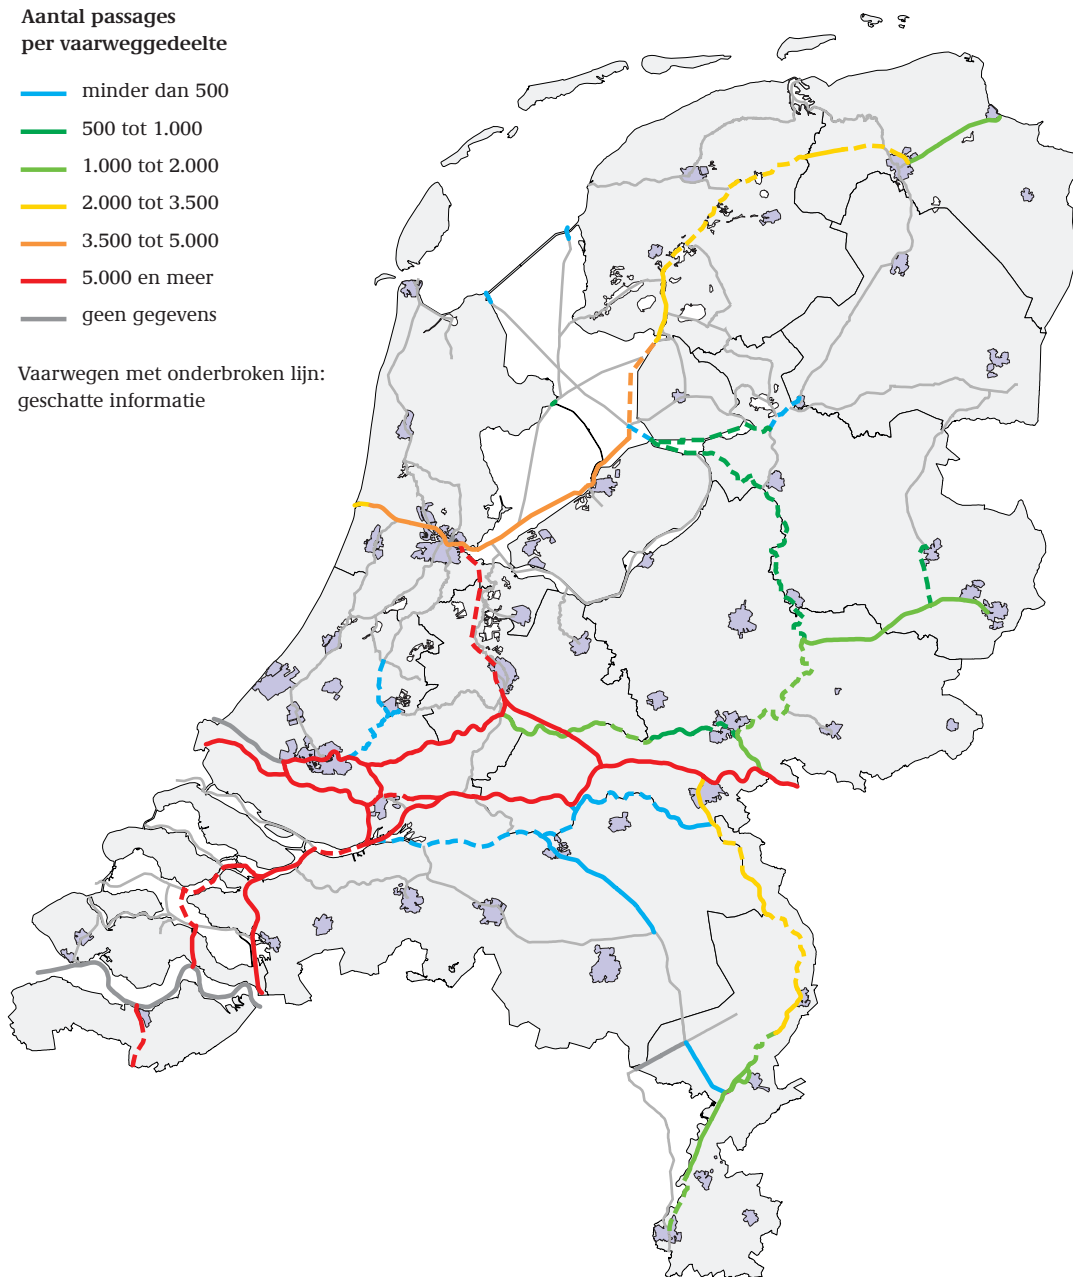 Aantal passages
per vaarweggedeelte
minder dan 500
500 tot 1.000
1.000 tot 2.000
2.000 tot 3.500
3.500 tot 5.000
5.000 en meer
geen gegevens
Vaarwegen met onderbroken lijn:
geschatte informatie